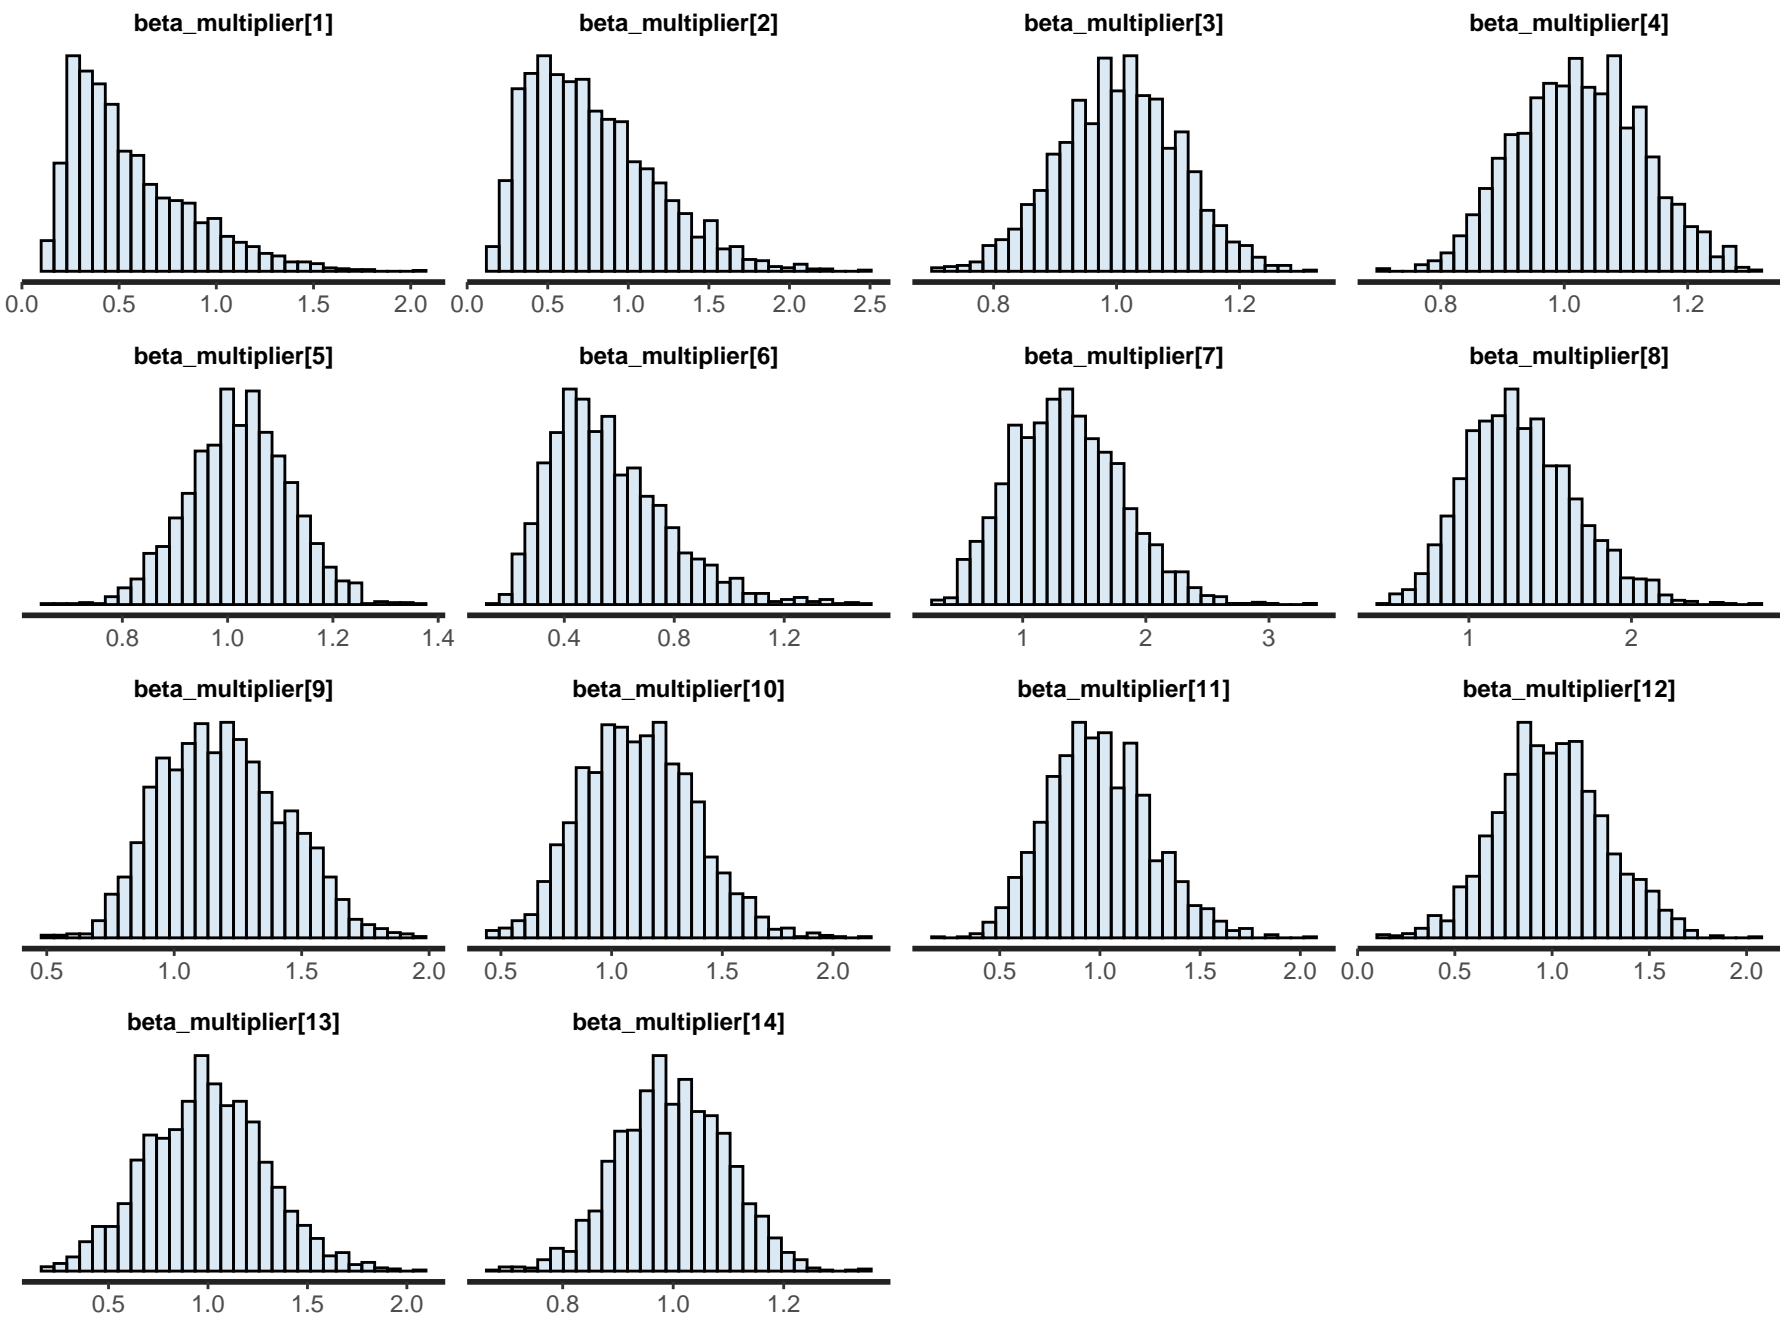 beta_multiplier[1] beta_multiplier[2] beta_multiplier[3] beta_multiplier[4]
0.0 0.5 1.0 1.5 2.0 0.0 0.5 1.0 1.5 2.0 2.5 0.8 1.0 1.2 0.8 1.0 1.2
beta_multiplier[5] beta_multiplier[6] beta_multiplier[7] beta_multiplier[8]
0.8 1.0 1.2 1.4 0.4 0.8 1.2 1 2 3 1 2
beta_multiplier[9] beta_multiplier[10] beta_multiplier[11] beta_multiplier[12]
0.5 1.0 1.5 2.0 0.5 1.0 1.5 2.0 0.5 1.0 1.5 2.0 0.0 0.5 1.0 1.5 2.0
beta_multiplier[13] beta_multiplier[14]
0.5 1.0 1.5 2.0 0.8 1.0 1.2